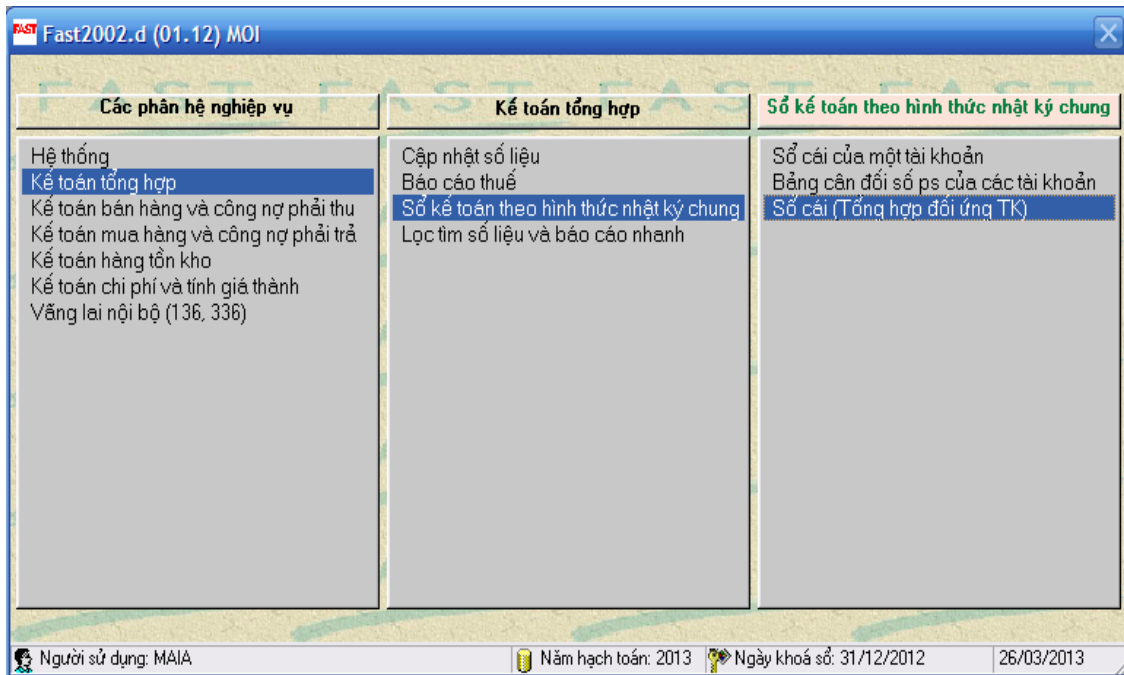 FAST Fast2002.d (01.12) MOI
FAST FAST FAST FAST
Các phân hệ nghiệp vụ
Kế toán tổng hợp
Sổ kế toán theo hình thức nhật ký chung
Hệ thống
Kế toán tổng hợp
Kế toán bán hàng và công nợ phải thu
Kế toán mua hàng và công nợ phải trả
Kế toán hàng tồn kho
Kế toán chi phí và tính giá thành
Vãng lai nội bộ (136, 336)
Cập nhật số liệu
Báo cáo thuế
Sổ kế toán theo hình thức nhật ký chung
Lọc tìm số liệu và báo cáo nhanh
Sổ cái của một tài khoản
Bảng cân đối số ps của các tài khoản
Sổ cái (Tổng hợp đối ứng TK)
Người sử dụng: MAIA
Năm hạch toán: 2013
Ngày khoá sổ: 31/12/2012
26/03/2013